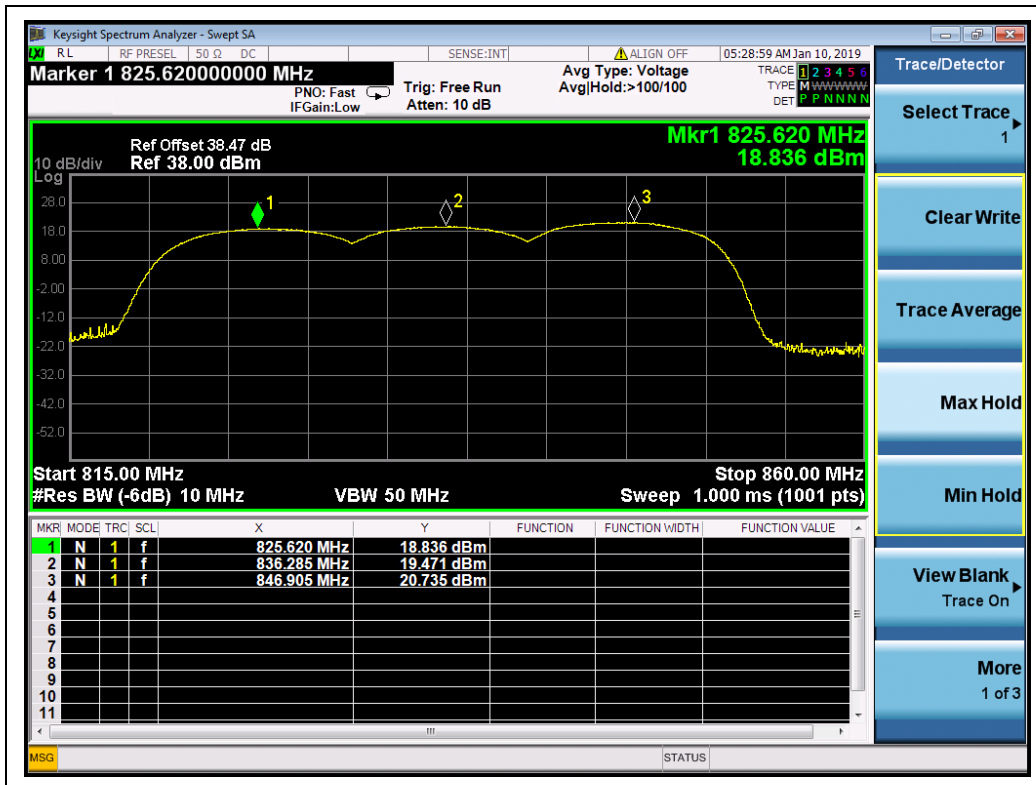 Keysight Spectrum Analyzer - Swept SA
LXI RL RF PRESEL 50 Ω DC SENSE:INT ALIGN OFF 05:28:59 AM Jan 10, 2019
Marker 1 825.620000000 MHz
PNO: Fast
IFGain:Low
Trig: Free Run
Atten: 10 dB
Avg Type: Voltage
Avg|Hold:>100/100
TRACE 1 2 3 4 5 6
TYPE M WWWWW
DET P P N N N N
Mkr1 825.620 MHz
18.836 dBm
Ref Offset 38.47 dB
10 dB/div Ref 38.00 dBm
Log
28.0
18.0
8.00
-2.00
-12.0
-22.0
-32.0
-42.0
-52.0
1
2
3
Start 815.00 MHz Stop 860.00 MHz
#Res BW (-6dB) 10 MHz VBW 50 MHz Sweep 1.000 ms (1001 pts)
MKR MODE TRC SCL X Y FUNCTION FUNCTION WIDTH FUNCTION VALUE
1 N 1 f 825.620 MHz 18.836 dBm
2 N 1 f 836.285 MHz 19.471 dBm
3 N 1 f 846.905 MHz 20.735 dBm
4
5
6
7
8
9
10
11
MSG STATUS
Trace/Detector
Select Trace
1
Clear Write
Trace Average
Max Hold
Min Hold
View Blank
Trace On
More
1 of 3